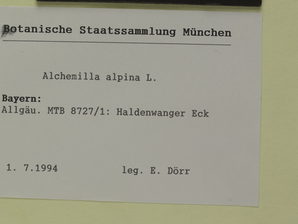 Botanische Staatssammlung München
Alchemilla alpina L.
Bayern:
Allgäu. MTB 8727/1: Haldenwanger Eck
1. 7.1994 leg. E. Dörr